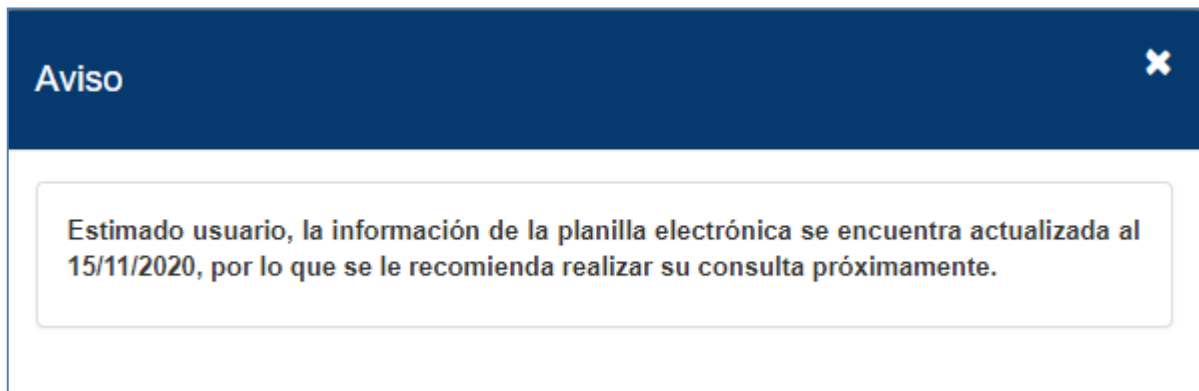 Aviso
Estimado usuario, la información de la planilla electrónica se encuentra actualizada al
15/11/2020, por lo que se le recomienda realizar su consulta próximamente.